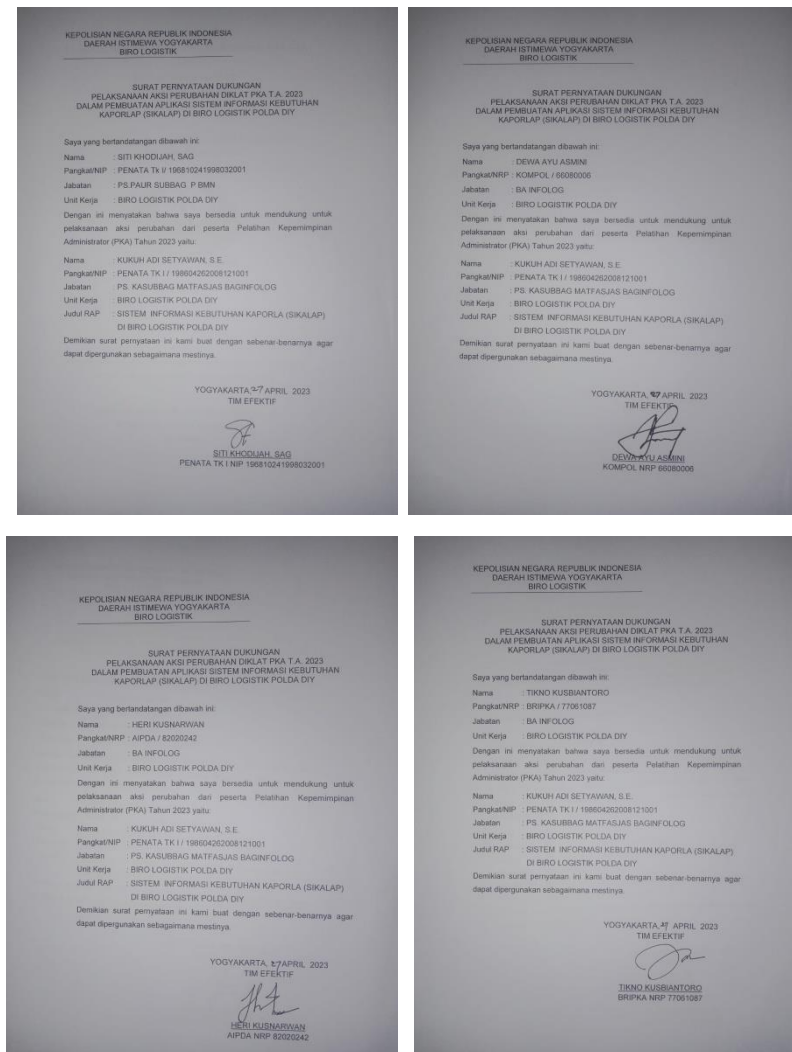 KEPOLISIAN NEGARA REPUBLIK INDONESIA
DAERAH ISTIMEWA YOGYAKARTA
BIRO LOGISTIK
SURAT PERNYATAAN DUKUNGAN
PELAKSANAAN AKSI PERUBAHAN DIKLAT PKA T.A. 2023
DALAM PEMBUATAN APLIKASI SISTEM INFORMASI KEBUTUHAN
KAPORLAP (SIKALAP) DI BIRO LOGISTIK POLDA DIY
Saya yang bertandatangan dibawah ini:
Nama : SITI KHODIJAH, SAG
Pangkat/NIP : PENATA Tk I/ 196810241998032001
Jabatan : PS.PAUR SUBBAG P BMN
Unit Kerja : BIRO LOGISTIK POLDA DIY
Dengan ini menyatakan bahwa saya bersedia untuk mendukung untuk
pelaksanaan aksi perubahan dari peserta Pelatihan Kepemimpinan
Administrator (PKA) Tahun 2023 yaitu:
Nama : KUKUH ADI SETYAWAN, S.E.
Pangkat/NIP : PENATA TK I / 198604262008121001
Jabatan : PS. KASUBBAG MATFASJAS BAGINFOLOG
Unit Kerja : BIRO LOGISTIK POLDA DIY
Judul RAP : SISTEM INFORMASI KEBUTUHAN KAPORLA (SIKALAP)
DI BIRO LOGISTIK POLDA DIY
Demikian surat pernyataan ini kami buat dengan sebenar-benarnya agar
dapat dipergunakan sebagaimana mestinya.
YOGYAKARTA, 27 APRIL 2023
TIM EFEKTIF
SITI KHODIJAH, SAG
PENATA TK I NIP 196810241998032001
KEPOLISIAN NEGARA REPUBLIK INDONESIA
DAERAH ISTIMEWA YOGYAKARTA
BIRO LOGISTIK
SURAT PERNYATAAN DUKUNGAN
PELAKSANAAN AKSI PERUBAHAN DIKLAT PKA T.A. 2023
DALAM PEMBUATAN APLIKASI SISTEM INFORMASI KEBUTUHAN
KAPORLAP (SIKALAP) DI BIRO LOGISTIK POLDA DIY
Saya yang bertandatangan dibawah ini:
Nama : DEWA AYU ASMINI
Pangkat/NRP : KOMPOL / 66080006
Jabatan : BA INFOLOG
Unit Kerja : BIRO LOGISTIK POLDA DIY
Dengan ini menyatakan bahwa saya bersedia untuk mendukung untuk
pelaksanaan aksi perubahan dari peserta Pelatihan Kepemimpinan
Administrator (PKA) Tahun 2023 yaitu:
Nama : KUKUH ADI SETYAWAN, S.E.
Pangkat/NIP : PENATA TK I / 198604262008121001
Jabatan : PS. KASUBBAG MATFASJAS BAGINFOLOG
Unit Kerja : BIRO LOGISTIK POLDA DIY
Judul RAP : SISTEM INFORMASI KEBUTUHAN KAPORLA (SIKALAP)
DI BIRO LOGISTIK POLDA DIY
Demikian surat pernyataan ini kami buat dengan sebenar-benarnya agar
dapat dipergunakan sebagaimana mestinya.
YOGYAKARTA, 27 APRIL 2023
TIM EFEKTIF
DEWA AYU ASMINI
KOMPOL NRP 66080006
KEPOLISIAN NEGARA REPUBLIK INDONESIA
DAERAH ISTIMEWA YOGYAKARTA
BIRO LOGISTIK
SURAT PERNYATAAN DUKUNGAN
PELAKSANAAN AKSI PERUBAHAN DIKLAT PKA T.A. 2023
DALAM PEMBUATAN APLIKASI SISTEM INFORMASI KEBUTUHAN
KAPORLAP (SIKALAP) DI BIRO LOGISTIK POLDA DIY
Saya yang bertandatangan dibawah ini:
Nama : HERI KUSNARWAN
Pangkat/NRP : AIPDA / 82020242
Jabatan : BA INFOLOG
Unit Kerja : BIRO LOGISTIK POLDA DIY
Dengan ini menyatakan bahwa saya bersedia untuk mendukung untuk
pelaksanaan aksi perubahan dari peserta Pelatihan Kepemimpinan
Administrator (PKA) Tahun 2023 yaitu:
Nama : KUKUH ADI SETYAWAN, S.E.
Pangkat/NIP : PENATA TK I / 198604262008121001
Jabatan : PS. KASUBBAG MATFASJAS BAGINFOLOG
Unit Kerja : BIRO LOGISTIK POLDA DIY
Judul RAP : SISTEM INFORMASI KEBUTUHAN KAPORLA (SIKALAP)
DI BIRO LOGISTIK POLDA DIY
Demikian surat pernyataan ini kami buat dengan sebenar-benarnya agar
dapat dipergunakan sebagaimana mestinya.
YOGYAKARTA, 27 APRIL 2023
TIM EFEKTIF
HERI KUSNARWAN
AIPDA NRP 82020242
KEPOLISIAN NEGARA REPUBLIK INDONESIA
DAERAH ISTIMEWA YOGYAKARTA
BIRO LOGISTIK
SURAT PERNYATAAN DUKUNGAN
PELAKSANAAN AKSI PERUBAHAN DIKLAT PKA T.A. 2023
DALAM PEMBUATAN APLIKASI SISTEM INFORMASI KEBUTUHAN
KAPORLAP (SIKALAP) DI BIRO LOGISTIK POLDA DIY
Saya yang bertandatangan dibawah ini:
Nama : TIKNO KUSBIANTORO
Pangkat/NRP : BRIPKA / 77061087
Jabatan : BA INFOLOG
Unit Kerja : BIRO LOGISTIK POLDA DIY
Dengan ini menyatakan bahwa saya bersedia untuk mendukung untuk
pelaksanaan aksi perubahan dari peserta Pelatihan Kepemimpinan
Administrator (PKA) Tahun 2023 yaitu:
Nama : KUKUH ADI SETYAWAN, S.E.
Pangkat/NIP : PENATA TK I / 198604262008121001
Jabatan : PS. KASUBBAG MATFASJAS BAGINFOLOG
Unit Kerja : BIRO LOGISTIK POLDA DIY
Judul RAP : SISTEM INFORMASI KEBUTUHAN KAPORLA (SIKALAP)
DI BIRO LOGISTIK POLDA DIY
Demikian surat pernyataan ini kami buat dengan sebenar-benarnya agar
dapat dipergunakan sebagaimana mestinya.
YOGYAKARTA, 27 APRIL 2023
TIM EFEKTIF
TIKNO KUSBIANTORO
BRIPKA NRP 77061087